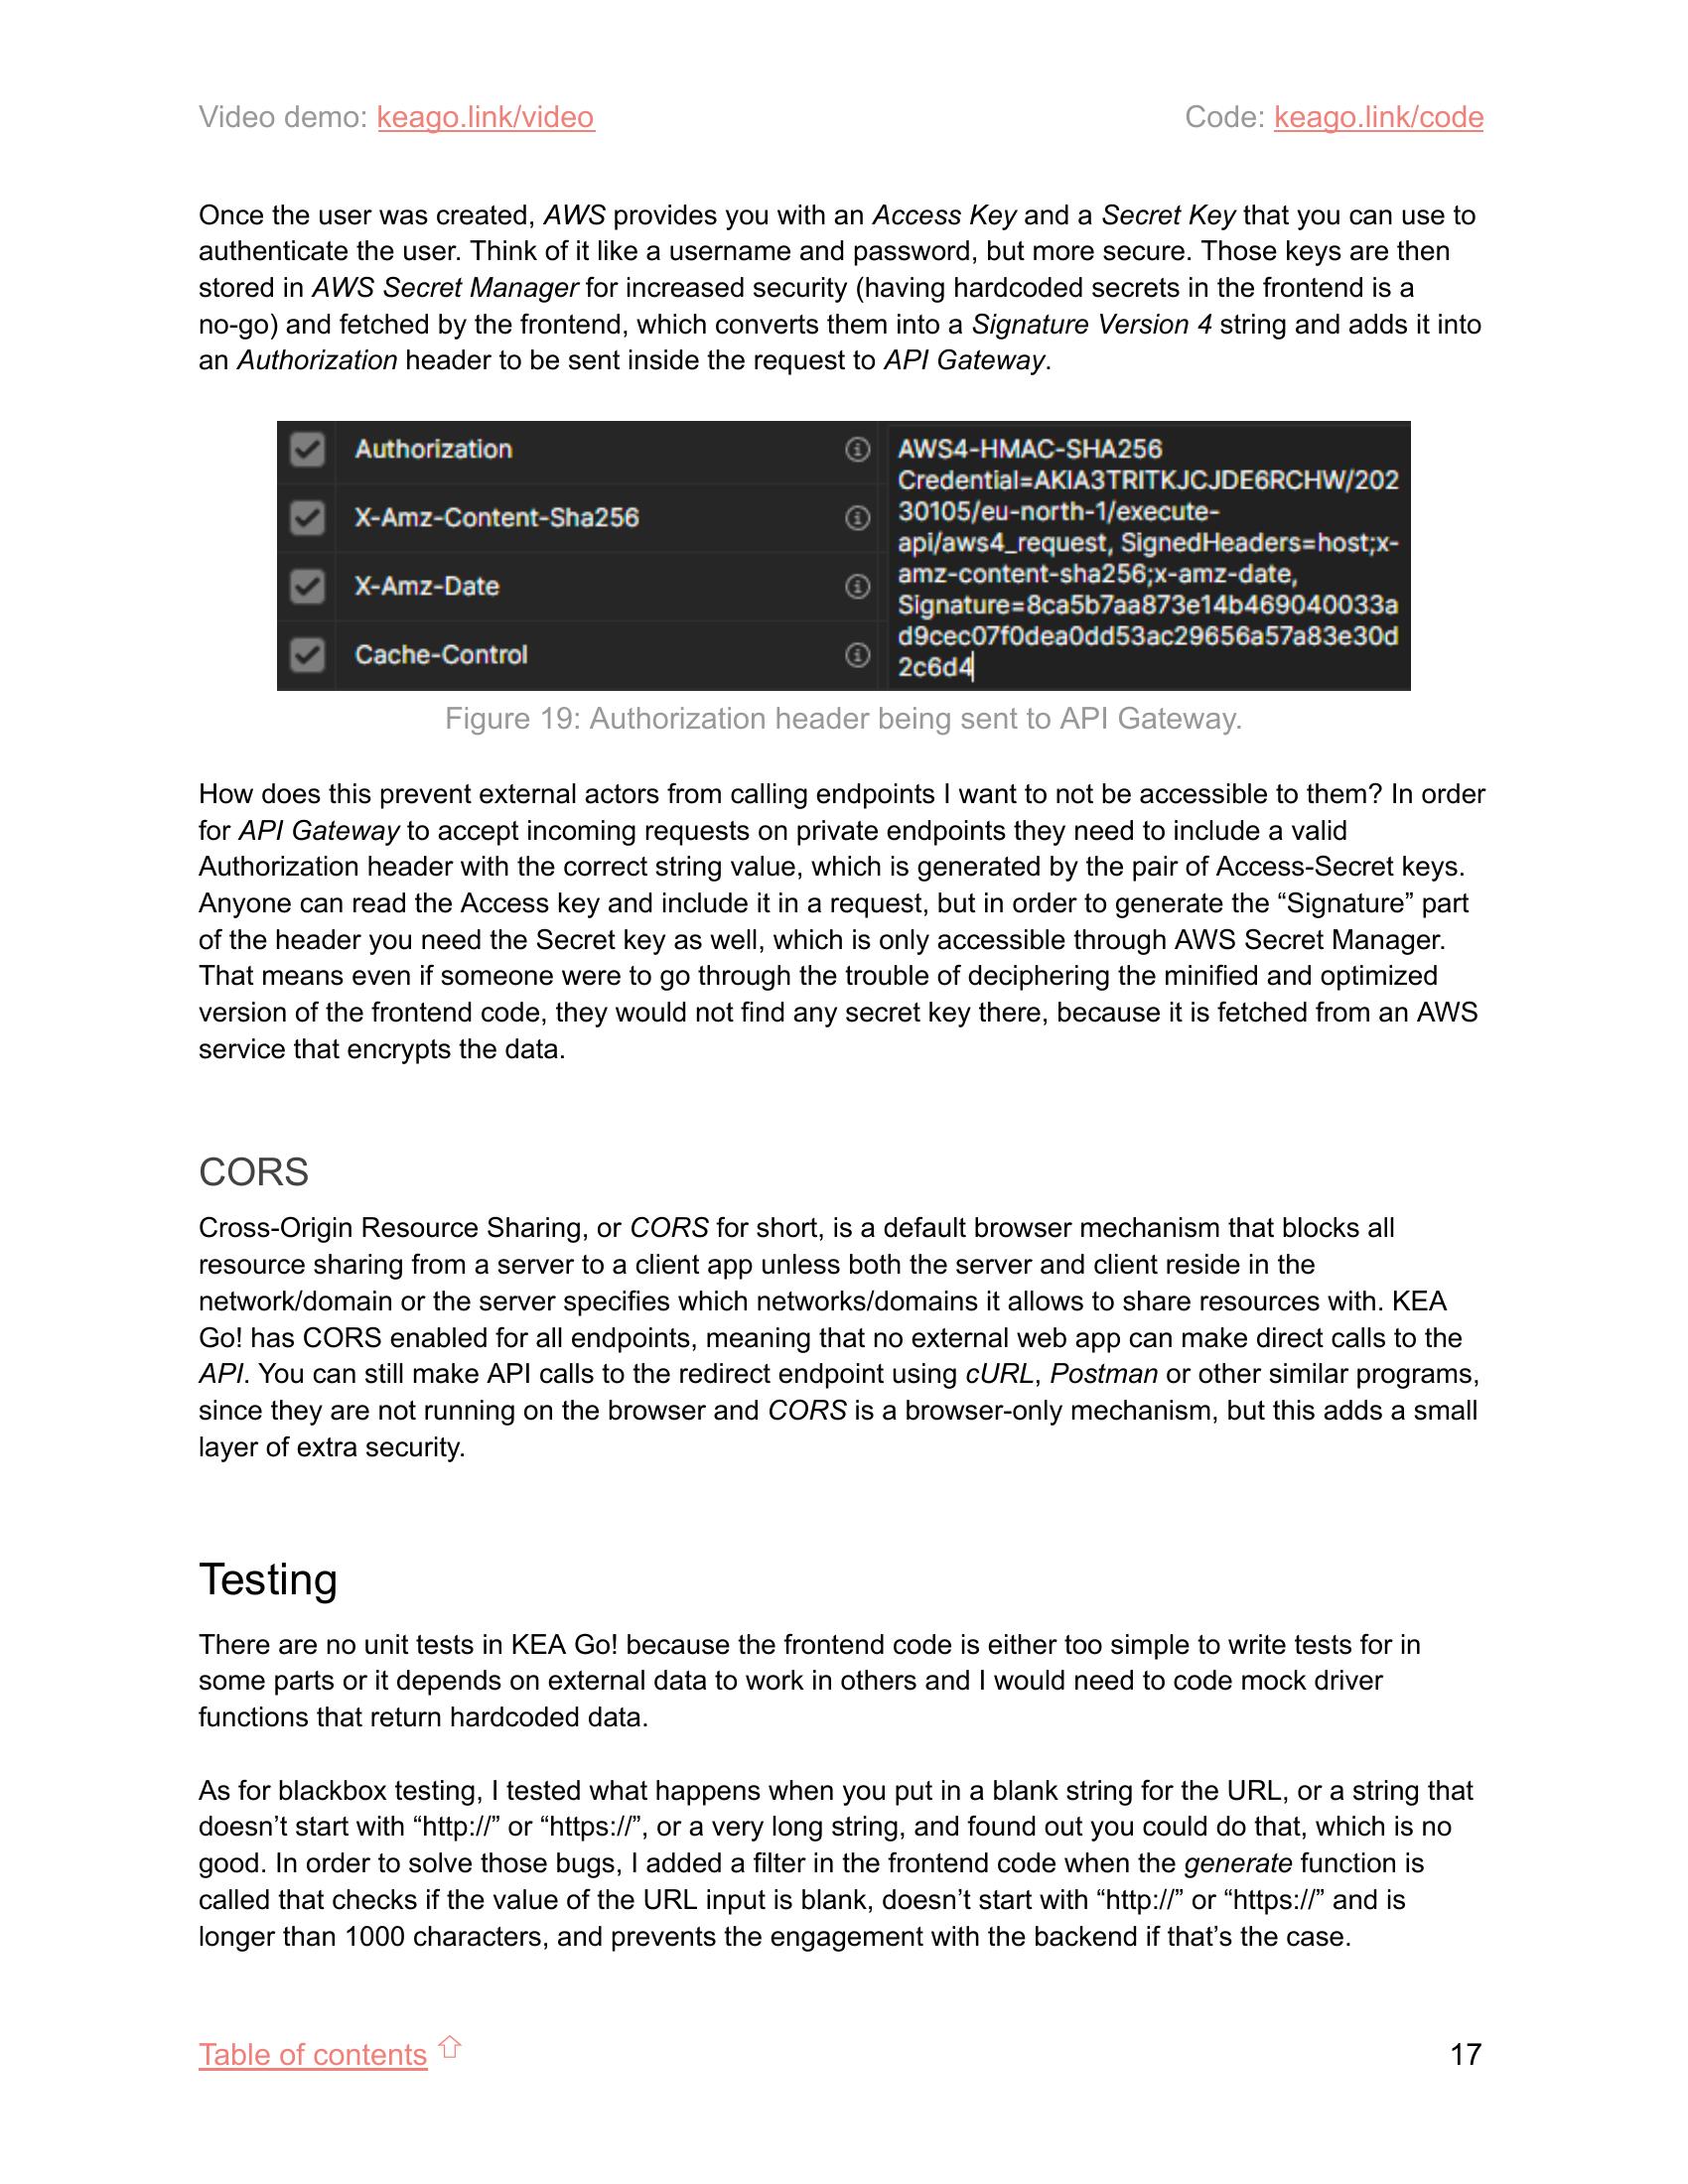 Video demo: keago.link/video
Code: keago.link/code
Once the user was created, AWS provides you with an Access Key and a Secret Key that you can use to
authenticate the user. Think of it like a username and password, but more secure. Those keys are then
stored in AWS Secret Manager for increased security (having hardcoded secrets in the frontend is a
no-go) and fetched by the frontend, which converts them into a Signature Version 4 string and adds it into
an Authorization header to be sent inside the request to API Gateway.
Authorization
X-Amz-Content-Sha256
X-Amz-Date
Cache-Control
AWS4-HMAC-SHA256
Credential=AKIA3TRITKJCJDE6RCHW/202
30105/eu-north-1/execute-
api/aws4_request, SignedHeaders=host;x-
amz-content-sha256;x-amz-date,
Signature=8ca5b7aa873e14b469040033a
d9cec07f0dea0dd53ac29656a57a83e30d
2c6d4
Figure 19: Authorization header being sent to API Gateway.
How does this prevent external actors from calling endpoints I want to not be accessible to them? In order
for API Gateway to accept incoming requests on private endpoints they need to include a valid
Authorization header with the correct string value, which is generated by the pair of Access-Secret keys.
Anyone can read the Access key and include it in a request, but in order to generate the “Signature” part
of the header you need the Secret key as well, which is only accessible through AWS Secret Manager.
That means even if someone were to go through the trouble of deciphering the minified and optimized
version of the frontend code, they would not find any secret key there, because it is fetched from an AWS
service that encrypts the data.
CORS
Cross-Origin Resource Sharing, or CORS for short, is a default browser mechanism that blocks all
resource sharing from a server to a client app unless both the server and client reside in the
network/domain or the server specifies which networks/domains it allows to share resources with. KEA
Go! has CORS enabled for all endpoints, meaning that no external web app can make direct calls to the
API. You can still make API calls to the redirect endpoint using cURL, Postman or other similar programs,
since they are not running on the browser and CORS is a browser-only mechanism, but this adds a small
layer of extra security.
Testing
There are no unit tests in KEA Go! because the frontend code is either too simple to write tests for in
some parts or it depends on external data to work in others and I would need to code mock driver
functions that return hardcoded data.
As for blackbox testing, I tested what happens when you put in a blank string for the URL, or a string that
doesn’t start with “http://” or “https://”, or a very long string, and found out you could do that, which is no
good. In order to solve those bugs, I added a filter in the frontend code when the generate function is
called that checks if the value of the URL input is blank, doesn’t start with “http://” or “https://” and is
longer than 1000 characters, and prevents the engagement with the backend if that’s the case.
Table of contents ⇧
17